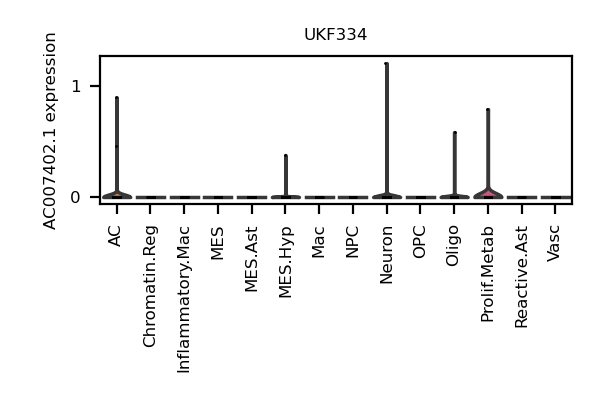 UKF334
AC007402.1 expression
1
0
AC
Chromatin.Reg
Inflammatory.Mac
MES
MES.Ast
MES.Hyp
Mac
NPC
Neuron
OPC
Oligo
Prolif.Metab
Reactive.Ast
Vasc